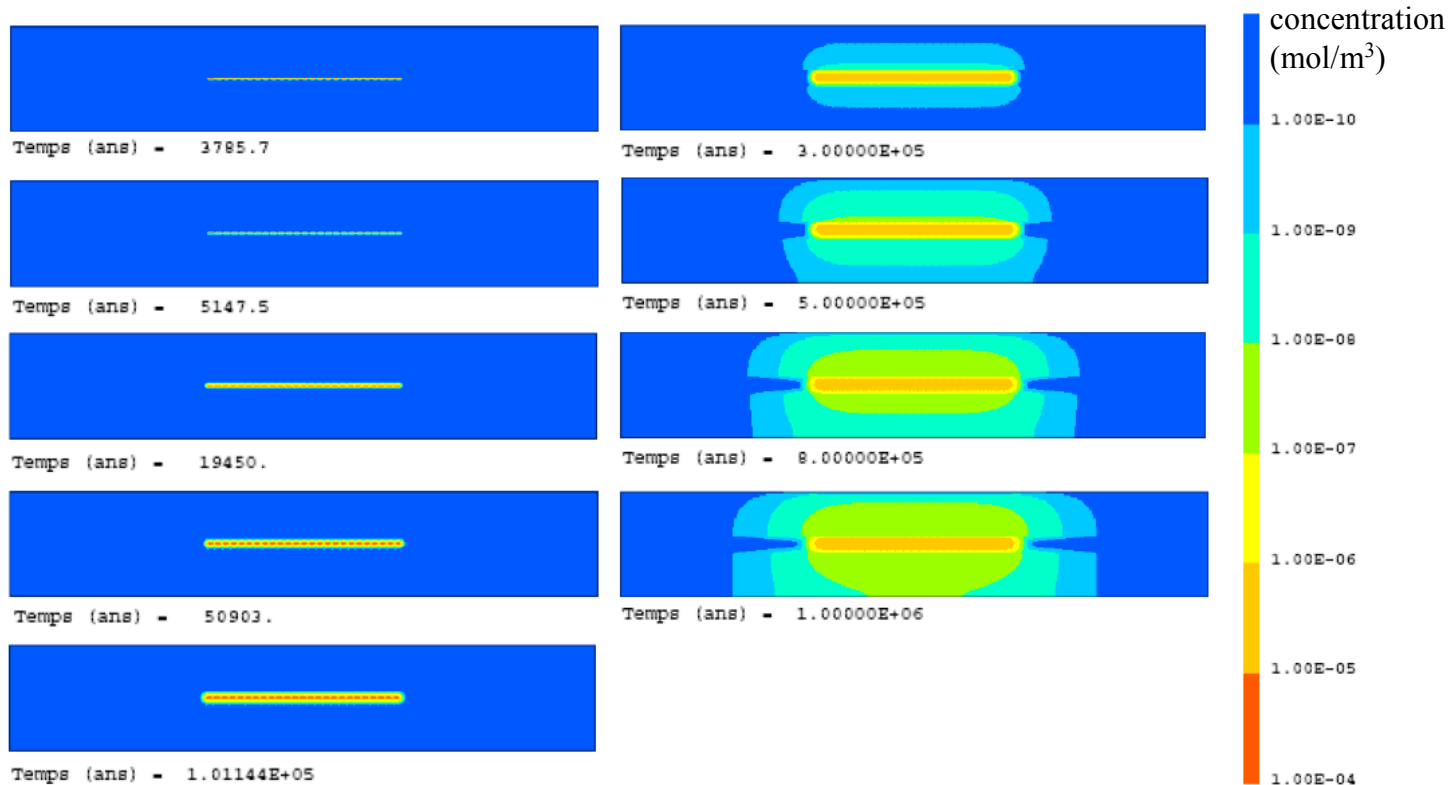 Temps (ans) = 3785.7
Temps (ans) = 5147.5
Temps (ans) = 19450.
Temps (ans) = 50903.
Temps (ans) = 1.01144E+05
Temps (ans) = 3.00000E+05
Temps (ans) = 5.00000E+05
Temps (ans) = 8.00000E+05
Temps (ans) = 1.00000E+06
concentration
(mol/m³)
1.00E-10
1.00E-09
1.00E-08
1.00E-07
1.00E-06
1.00E-05
1.00E-04